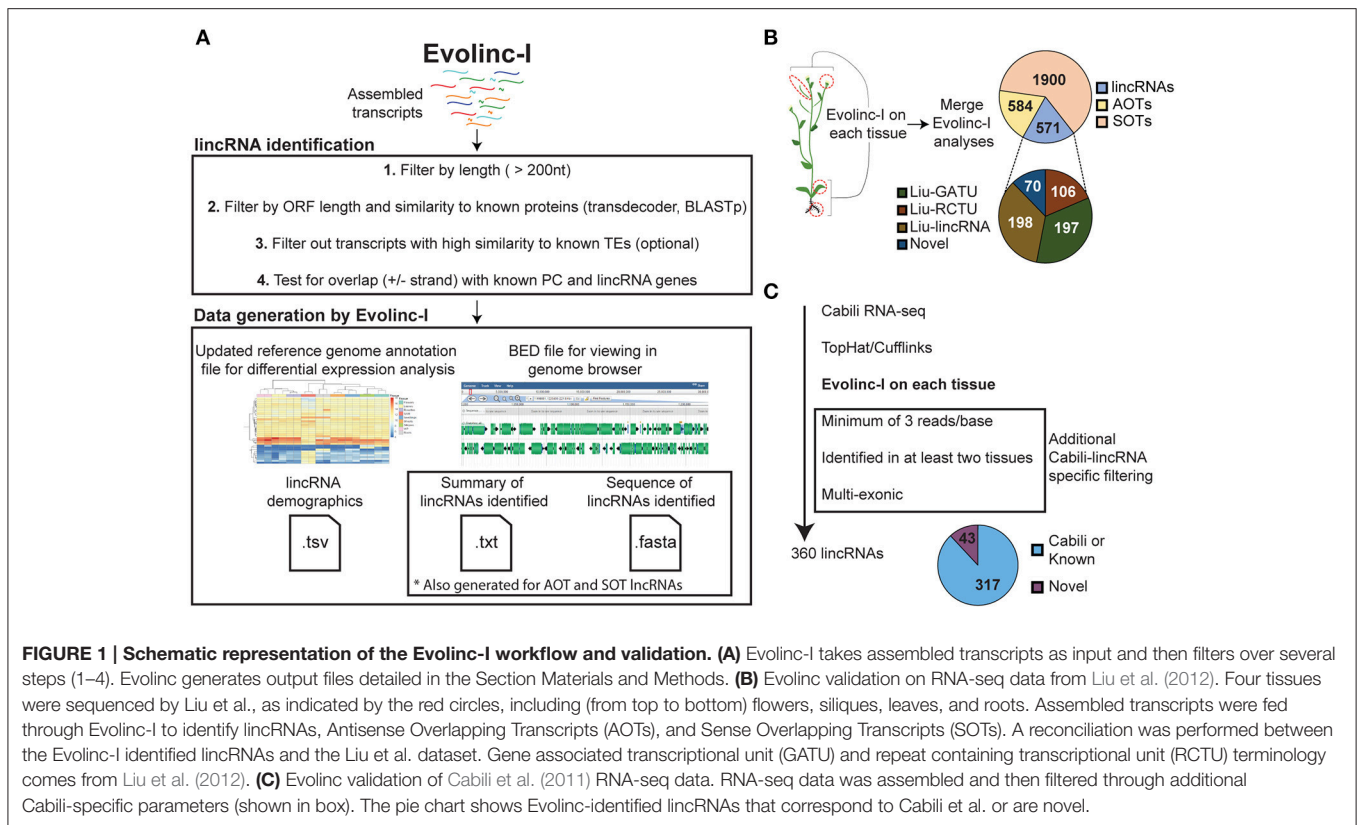 A
Evolinc-I
Assembled
transcripts
lincRNA identification
1. Filter by length ( > 200nt)
2. Filter by ORF length and similarity to known proteins (transdecoder, BLASTp)
3. Filter out transcripts with high similarity to known TEs (optional)
4. Test for overlap (+/- strand) with known PC and lincRNA genes
Data generation by Evolinc-I
Updated reference genome annotation
file for differential expression analysis
BED file for viewing in
genome browser
lincRNA
demographics
.tsv
Summary of
lincRNAs identified
.txt
Sequence of
lincRNAs identified
.fasta
* Also generated for AOT and SOT lncRNAs
B
Evolinc-I on
each tissue
Merge
Evolinc-I
analyses
1900
584
571
lincRNAs
AOTs
SOTs
Liu-GATU
Liu-RCTU
Liu-lincRNA
Novel
70
106
198
197
C
Cabili RNA-seq
TopHat/Cufflinks
Evolinc-I on each tissue
Minimum of 3 reads/base
Identified in at least two tissues
Multi-exonic
Additional
Cabili-lincRNA
specific filtering
360 lincRNAs
43
317
Cabili or
Known
Novel
FIGURE 1 | Schematic representation of the Evolinc-I workflow and validation. (A) Evolinc-I takes assembled transcripts as input and then filters over several
steps (1–4). Evolinc generates output files detailed in the Section Materials and Methods. (B) Evolinc validation on RNA-seq data from Liu et al. (2012). Four tissues
were sequenced by Liu et al., as indicated by the red circles, including (from top to bottom) flowers, siliques, leaves, and roots. Assembled transcripts were fed
through Evolinc-I to identify lincRNAs, Antisense Overlapping Transcripts (AOTs), and Sense Overlapping Transcripts (SOTs). A reconciliation was performed between
the Evolinc-I identified lincRNAs and the Liu et al. dataset. Gene associated transcriptional unit (GATU) and repeat containing transcriptional unit (RCTU) terminology
comes from Liu et al. (2012). (C) Evolinc validation of Cabili et al. (2011) RNA-seq data. RNA-seq data was assembled and then filtered through additional
Cabili-specific parameters (shown in box). The pie chart shows Evolinc-identified lincRNAs that correspond to Cabili et al. or are novel.